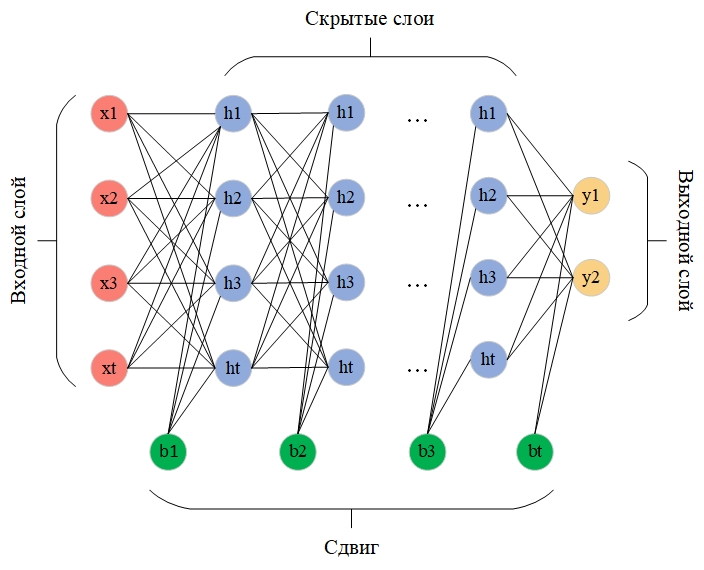 Скрытые слои
Входной слой
x1 h1 h1 ... h1
x2 h2 h2 ... h2 y1
x3 h3 h3 ... h3 y2
xt ht ht ... ht
Выходной слой
b1 b2 b3 bt
Сдвиг